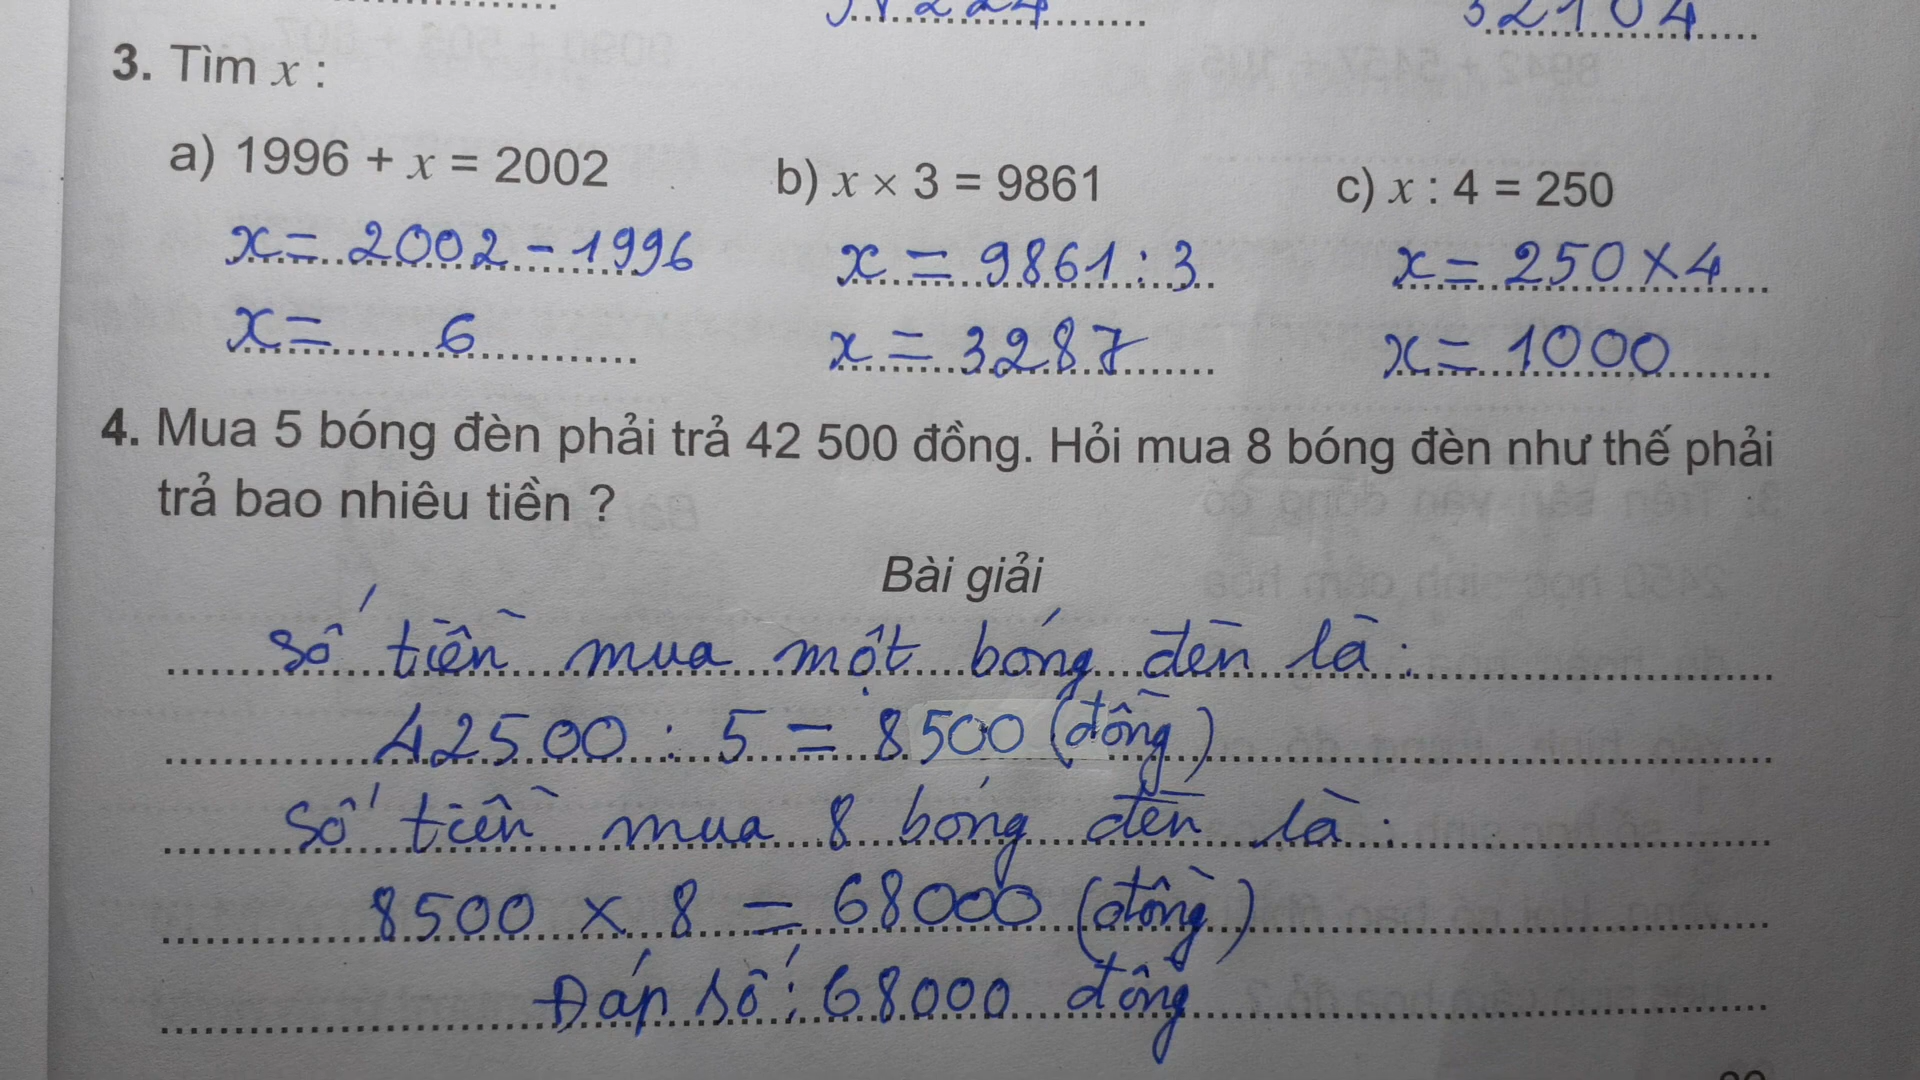 32104
3. Tìm x :
a) 1996 + x = 2002 b) x × 3 = 9861 c) x : 4 = 250
x = 2002 - 1996 x = 9861 : 3 x = 250 x 4
x = 6 x = 3287 x = 1000
4. Mua 5 bóng đèn phải trả 42 500 đồng. Hỏi mua 8 bóng đèn như thế phải
trả bao nhiêu tiền ?
Bài giải
Số tiền mua một bóng đèn là :
42500 : 5 = 8500 (đồng)
Số tiền mua 8 bóng đèn là :
8500 x 8 = 68000 (đồng)
Đáp số : 68000 đồng